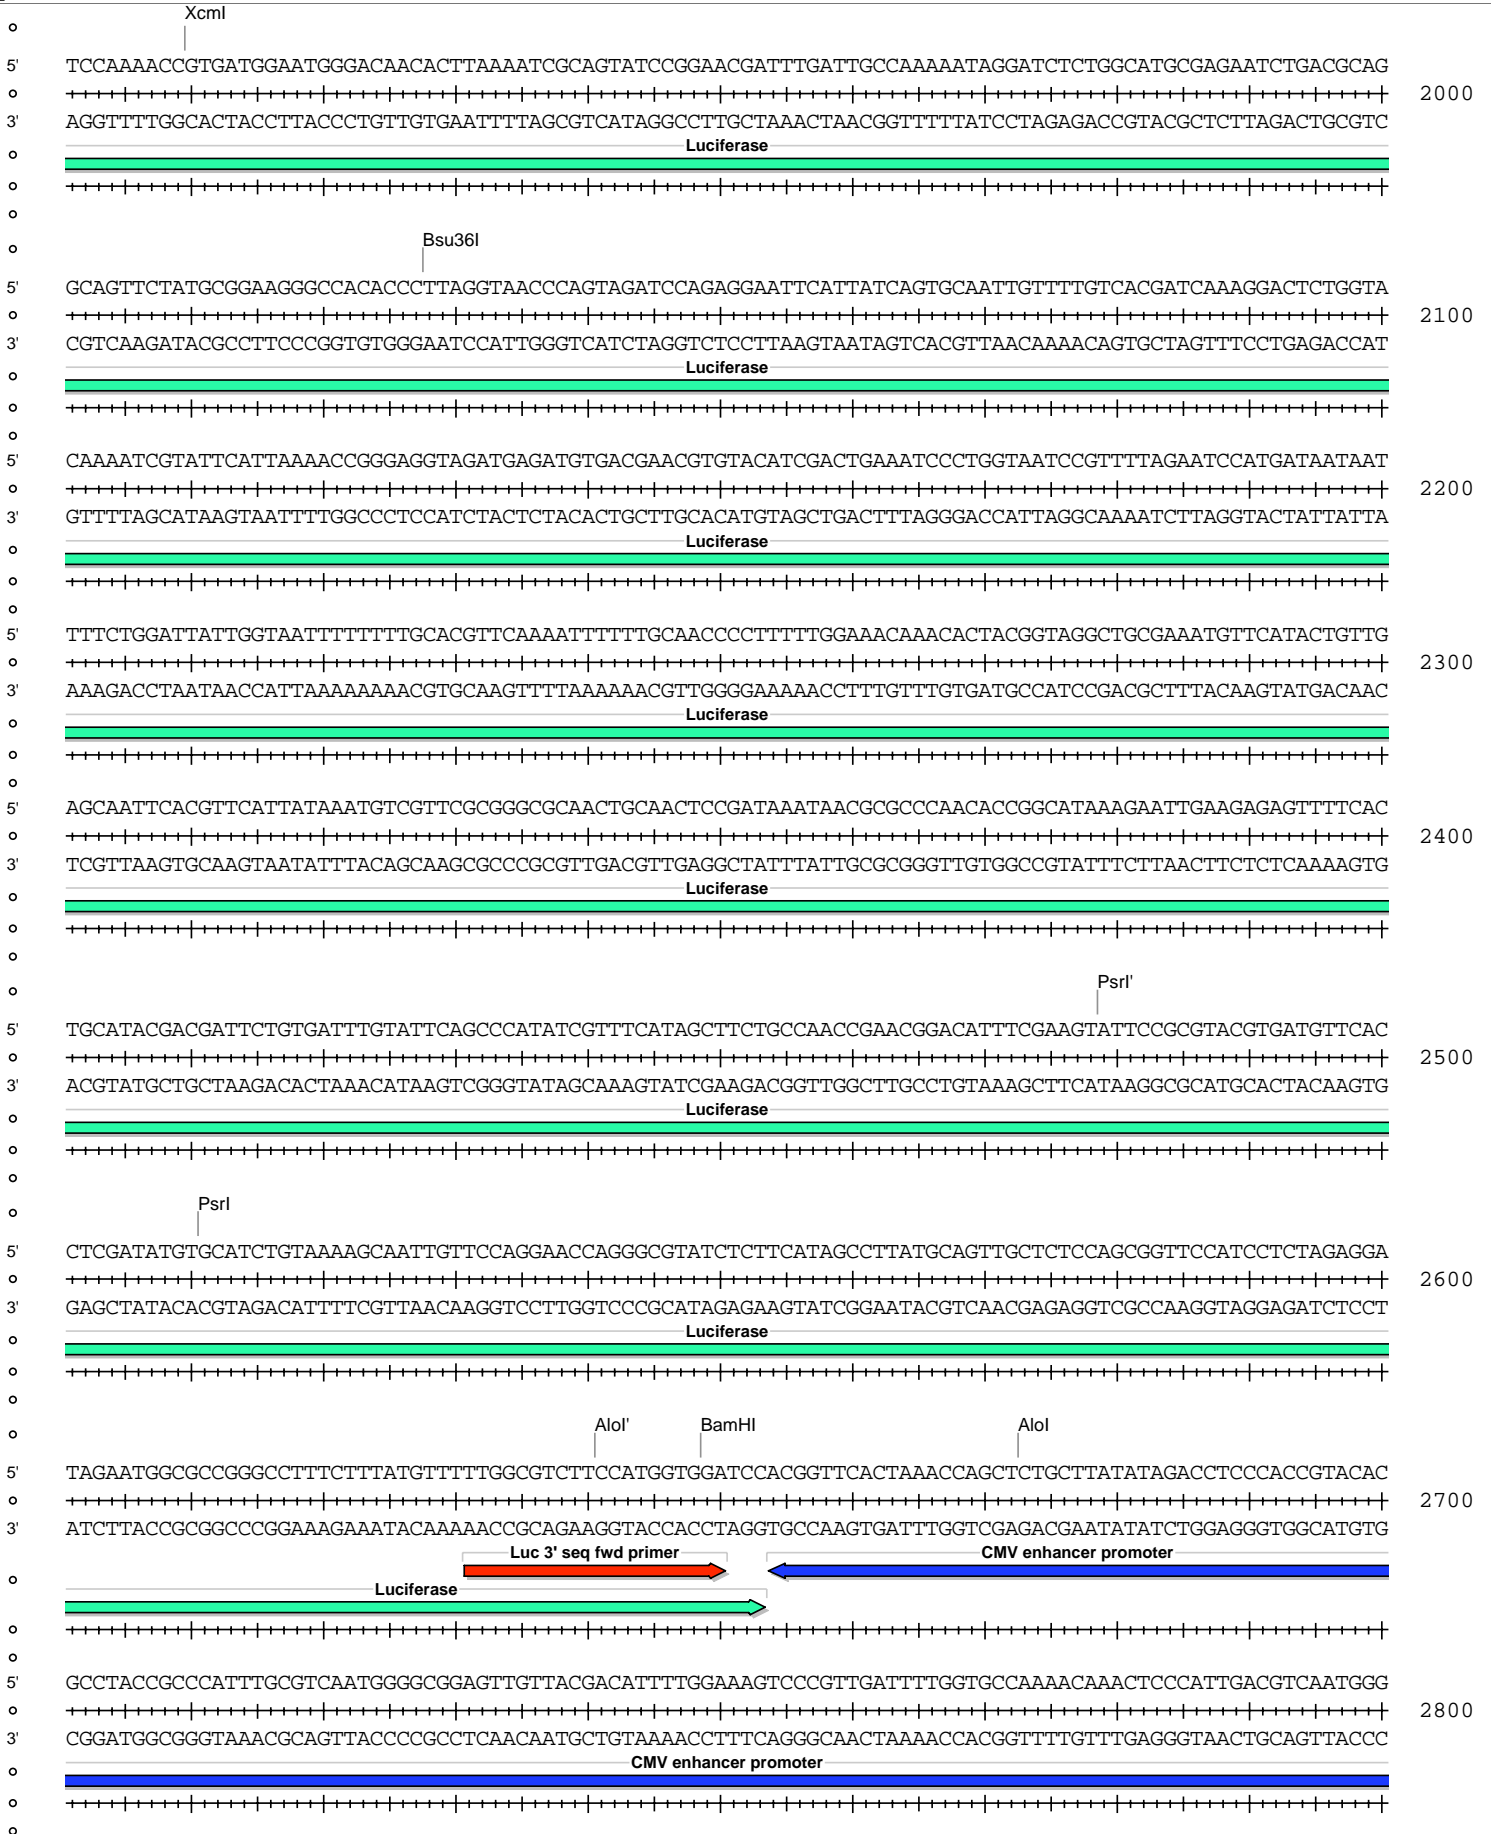 XcmI
5' TCCAAAACCGTGATGGAATGGGACAACACTTAAAATCGCAGTATCCGGAACGATTTGATTGCCAAAAATAGGATCTCTGGCATGCGAGAATCTGACGCAG
2000
3' AGGTTTTGGCACTACCTTACCCTGTTGTGAATTTTAGCGTCATAGGCCTTGCTAAACTAACGGTTTTTATCCTAGAGACCGTACGCTCTTAGACTGCGTC
Luciferase
Bsu36I
5' GCAGTTCTATGCGGAAGGGCCACACCCTTAGGTAACCCAGTAGATCCAGAGGAATTCATTATCAGTGCAATTGTTTTGTCACGATCAAAGGACTCTGGTA
2100
3' CGTCAAGATACGCCTTCCCGGTGTGGGAATCCATTGGGTCATCTAGGTCTCCTTAAGTAATAGTCACGTTAACAAAACAGTGCTAGTTTCCTGAGACCAT
Luciferase
5' CAAAATCGTATTCATTAAAACCGGGAGGTAGATGAGATGTGACGAACGTGTACATCGACTGAAATCCCTGGTAATCCGTTTTAGAATCCATGATAATAAT
2200
3' GTTTTAGCATAAGTAATTTTGGCCCTCCATCTACTCTACACTGCTTGCACATGTAGCTGACTTTAGGGACCATTAGGCAAAATCTTAGGTACTATTATTA
Luciferase
5' TTTCTGGATTATTGGTAATTTTTTTTGCACGTTCAAAATTTTTTGCAACCCCTTTTTGGAAACAAACACTACGGTAGGCTGCGAAATGTTCATACTGTTG
2300
3' AAAGACCTAATAACCATTAAAAAAAACGTGCAAGTTTTAAAAAACGTTGGGGAAAAACCTTTGTTTGTGATGCCATCCGACGCTTTACAAGTATGACAAC
Luciferase
5' AGCAATTCACGTTCATTATAAATGTCGTTCGCGGGCGCAACTGCAACTCCGATAAATAACGCGCCCAACACCGGCATAAAGAATTGAAGAGAGTTTTCAC
2400
3' TCGTTAAGTGCAAGTAATATTTACAGCAAGCGCCCGCGTTGACGTTGAGGCTATTTATTGCGCGGGTTGTGGCCGTATTTCTTAACTTCTCTCAAAAGTG
Luciferase
PsrI'
5' TGCATACGACGATTCTGTGATTTGTATTCAGCCCATATCGTTTCATAGCTTCTGCCAACCGAACGGACATTTCGAAGTATTCCGCGTACGTGATGTTCAC
2500
3' ACGTATGCTGCTAAGACACTAAACATAAGTCGGGTATAGCAAAGTATCGAAGACGGTTGGCTTGCCTGTAAAGCTTCATAAGGCGCATGCACTACAAGTG
Luciferase
PsrI
5' CTCGATATGTGCATCTGTAAAAGCAATTGTTCCAGGAACCAGGGCGTATCTCTTCATAGCCTTATGCAGTTGCTCTCCAGCGGTTCCATCCTCTAGAGGA
2600
3' GAGCTATACACGTAGACATTTTCGTTAACAAGGTCCTTGGTCCCGCATAGAGAAGTATCGGAATACGTCAACGAGAGGTCGCCAAGGTAGGAGATCTCCT
Luciferase
AloI' BamHI AloI
5' TAGAATGGCGCCGGGCCTTTCTTTATGTTTTTGGCGTCTTCCATGGTGGATCCACGGTTCACTAAACCAGCTCTGCTTATATAGACCTCCCACCGTACAC
2700
3' ATCTTACCGCGGCCCGGAAAGAAATACAAAAACCGCAGAAGGTACCACCTAGGTGCCAAGTGATTTGGTCGAGACGAATATATCTGGAGGGTGGCATGTG
Luc 3' seq fwd primer CMV enhancer promoter
Luciferase
5' GCCTACCGCCCATTTGCGTCAATGGGGCGGAGTTGTTACGACATTTTGGAAAGTCCCGTTGATTTTGGTGCCAAAACAAACTCCCATTGACGTCAATGGG
2800
3' CGGATGGCGGGTAAACGCAGTTACCCCGCCTCAACAATGCTGTAAAACCTTTCAGGGCAACTAAAACCACGGTTTTGTTTGAGGGTAACTGCAGTTACCC
CMV enhancer promoter